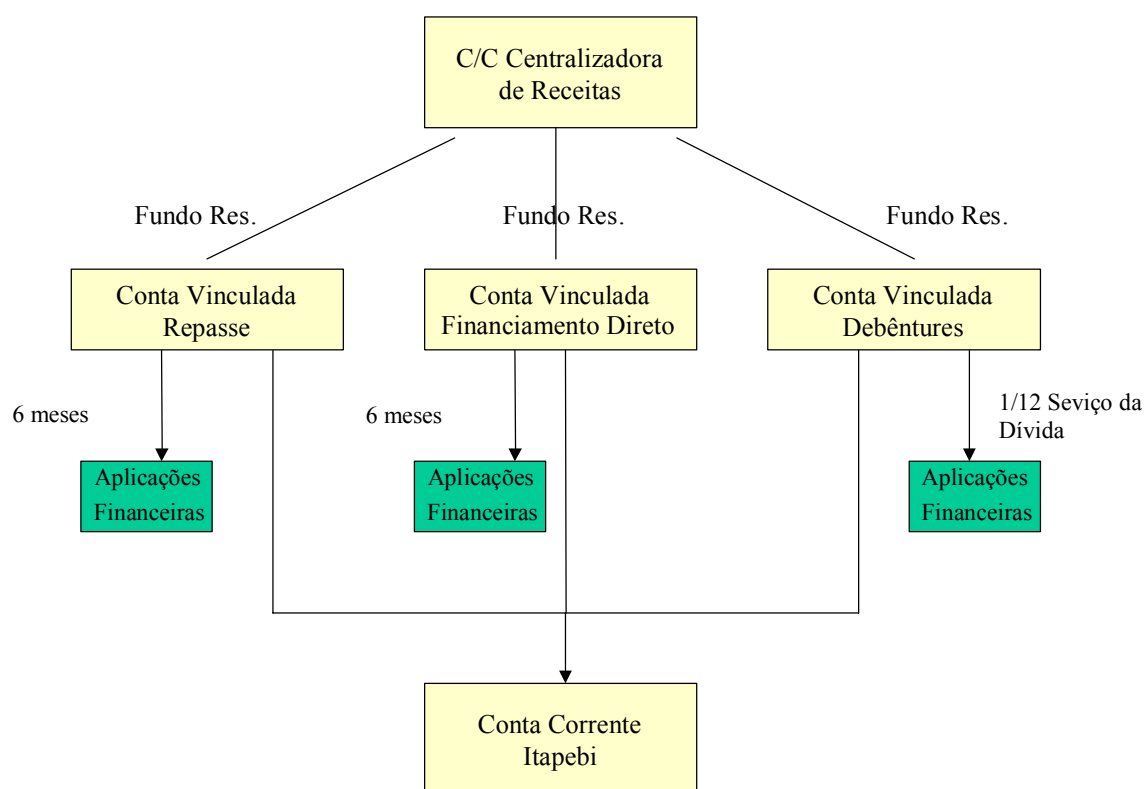 C/C Centralizadora
de Receitas
Fundo Res.
Fundo Res.
Fundo Res.
Conta Vinculada
Repasse
Conta Vinculada
Financiamento Direto
Conta Vinculada
Debêntures
6 meses
6 meses
1/12 Seviço da
Dívida
Aplicações
Financeiras
Aplicações
Financeiras
Aplicações
Financeiras
Conta Corrente
Itapebi